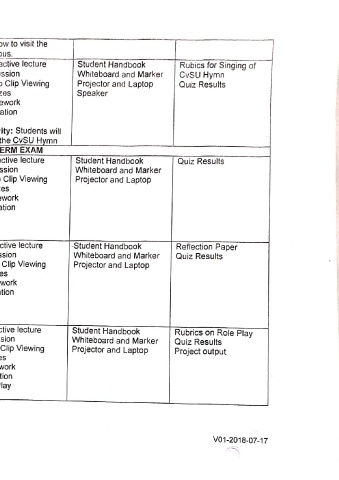 ow to visit the
ous.
active lecture
ussion
o Clip Viewing
zes
ework
ation
ity: Students will
the CvSU Hymn
Student Handbook
Whiteboard and Marker
Projector and Laptop
Speaker
Rubics for Singing of
CvSU Hymn
Quiz Results
TERM EXAM
active lecture
ssion
Clip Viewing
es
ework
ation
Student Handbook
Whiteboard and Marker
Projector and Laptop
Quiz Results
ctive lecture
ssion
Clip Viewing
es
work
tion
Student Handbook
Whiteboard and Marker
Projector and Laptop
Reflection Paper
Quiz Results
ctive lecture
sion
Clip Viewing
es
work
tion
lay
Student Handbook
Whiteboard and Marker
Projector and Laptop
Rubrics on Role Play
Quiz Results
Project output
V01-2018-07-17